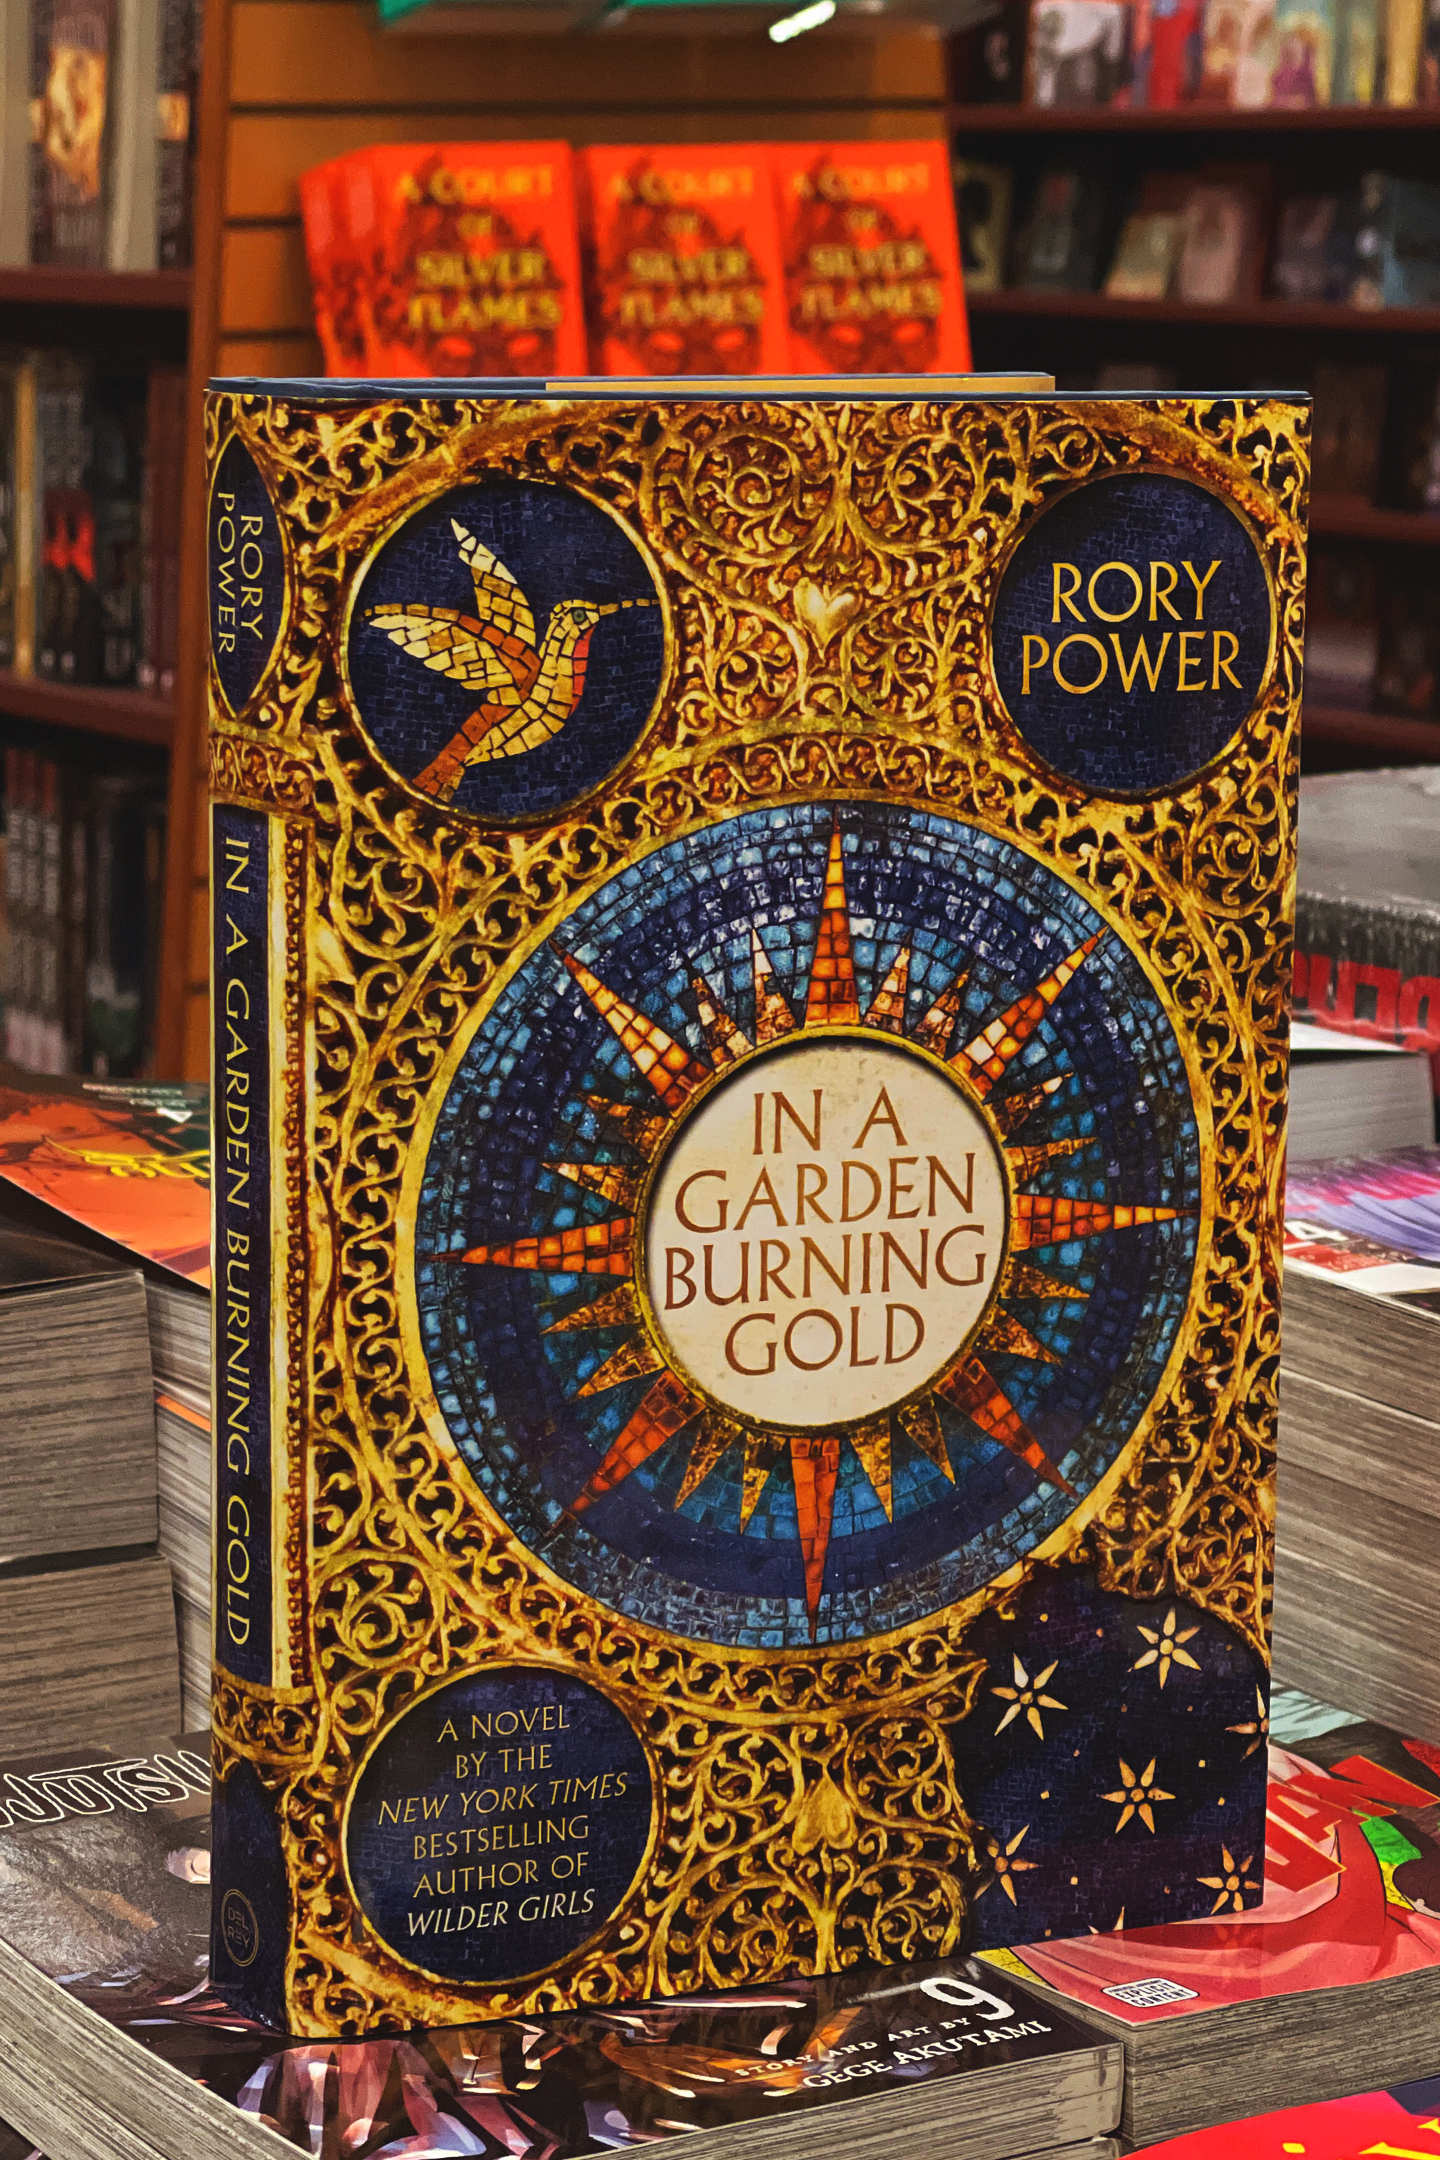 A COURT
OF
SILVER
FLAMES
A COURT
OF
SILVER
FLAMES
A COURT
OF
SILVER
FLAMES
RORY
POWER
IN A GARDEN BURNING GOLD
DEL
REY
RORY
POWER
IN A
GARDEN
BURNING
GOLD
A NOVEL
BY THE
NEW YORK TIMES
BESTSELLING
AUTHOR OF
WILDER GIRLS
9
STORY AND ART BY
GEGE AKUTAMI
EXPLICIT
CONTENT